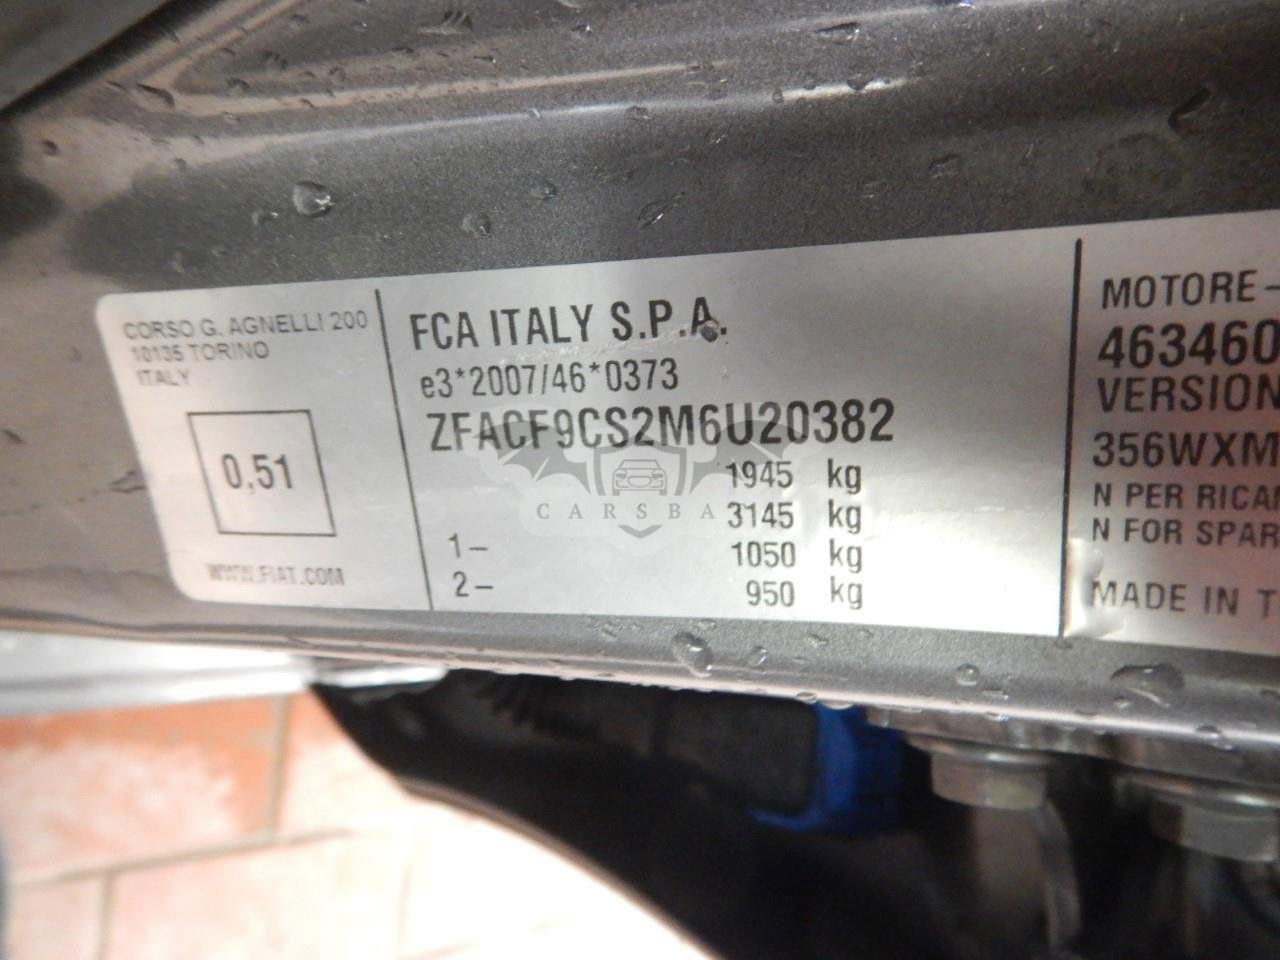 CORSO G. AGNELLI 200
10135 TORINO
ITALY
0,51
WWW.FIAT.COM
FCA ITALY S.P.A.
e3*2007/46*0373
ZFACF9CS2M6U20382
1945 kg
3145 kg
1– 1050 kg
2– 950 kg
CARSBA
MOTORE–
463460
VERSION
356WXM
N PER RICA
N FOR SPAR
MADE IN T